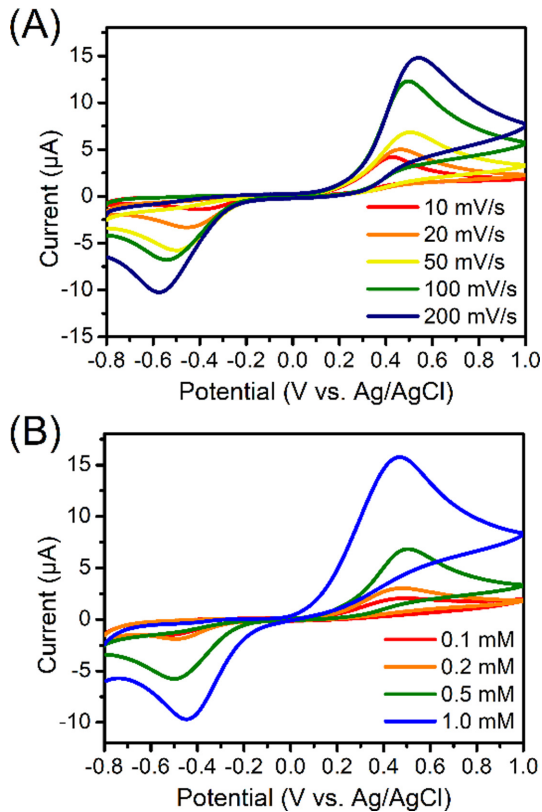 (A)
15
10
5
0
-5
-10
-15
Current (µA)
10 mV/s
20 mV/s
50 mV/s
100 mV/s
200 mV/s
-0.8 -0.6 -0.4 -0.2 0.0 0.2 0.4 0.6 0.8 1.0
Potential (V vs. Ag/AgCl)
(B)
15
10
5
0
-5
-10
Current (µA)
0.1 mM
0.2 mM
0.5 mM
1.0 mM
-0.8 -0.6 -0.4 -0.2 0.0 0.2 0.4 0.6 0.8 1.0
Potential (V vs. Ag/AgCl)